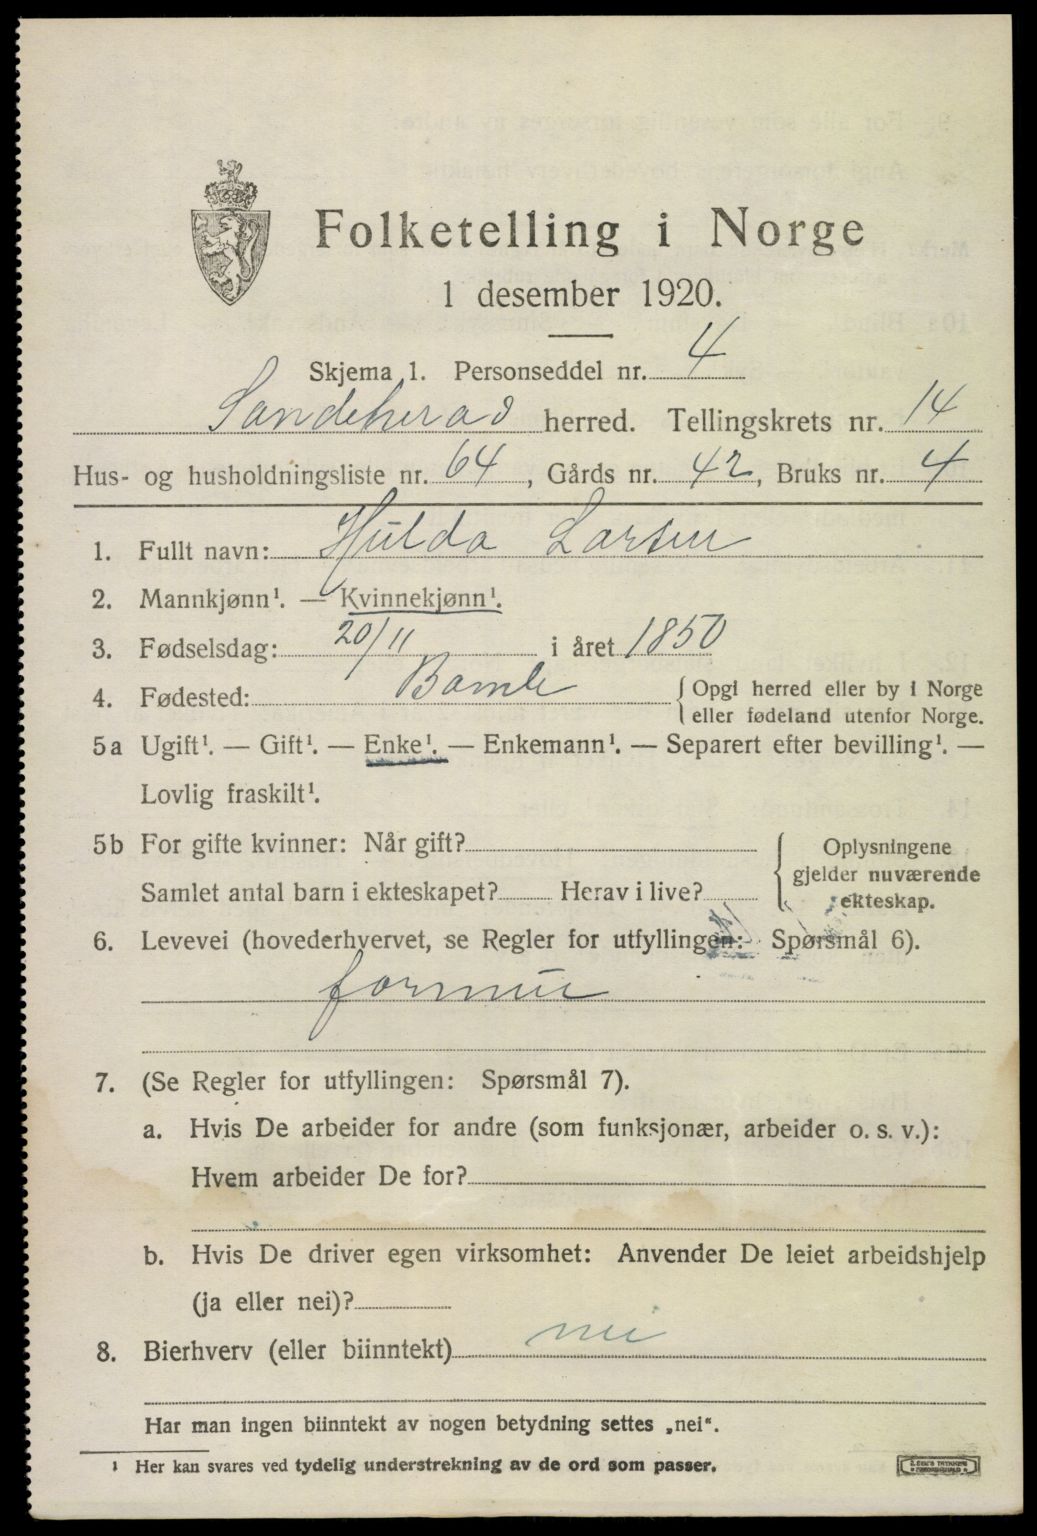 Folketelling i Norge
1 desember 1920.
Skjema 1. Personseddel nr. 4
Sandeherad herred. Tellingskrets nr. 14
Hus- og husholdningsliste nr. 64, Gårds nr. 42, Bruks nr. 4
1. Fullt navn: Hulda Larsen
2. Mannkjønn¹. — Kvinnekjønn¹.
3. Fødselsdag: 20/11 i året 1850
4. Fødested: Bamle { Opgi herred eller by i Norge
eller fødeland utenfor Norge.
5a Ugift¹. — Gift¹. — Enke¹. — Enkemann¹. — Separert efter bevilling¹. —
Lovlig fraskilt¹.
5b For gifte kvinner: Når gift? { Oplysningene
gjelder nuværende
ekteskap.
Samlet antal barn i ekteskapet? Herav i live?
6. Levevei (hovederhvervet, se Regler for utfyllingen: Spørsmål 6).
formue
7. (Se Regler for utfyllingen: Spørsmål 7).
a. Hvis De arbeider for andre (som funksjonær, arbeider o. s. v.):
Hvem arbeider De for?
b. Hvis De driver egen virksomhet: Anvender De leiet arbeidshjelp
(ja eller nei)?
8. Bierhverv (eller biinntekt) nei
Har man ingen biinntekt av nogen betydning settes „nei“.
¹ Her kan svares ved tydelig understrekning av de ord som passer.